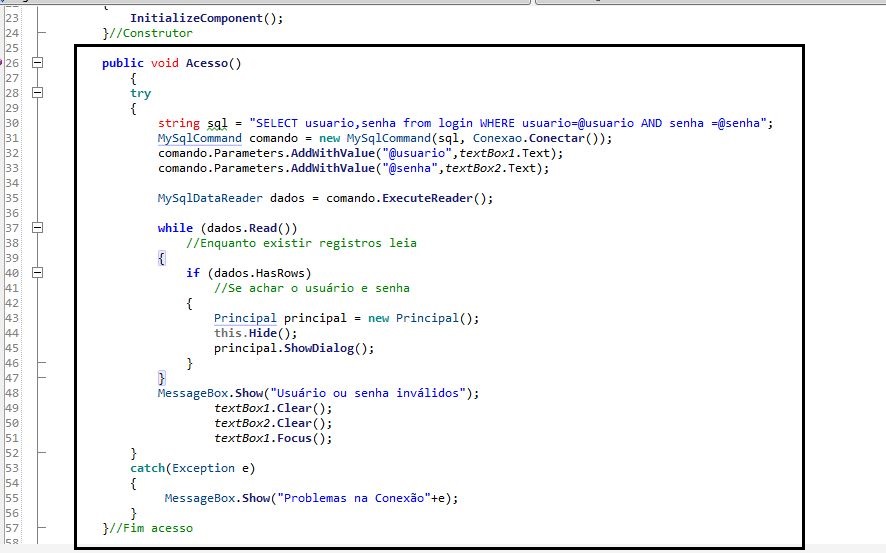 23 InitializeComponent();
24 }//Construtor
25
26 public void Acesso()
27 {
28 try
29 {
30 string sql = "SELECT usuario,senha from login WHERE usuario=@usuario AND senha =@senha";
31 MySqlCommand comando = new MySqlCommand(sql, Conexao.Conectar());
32 comando.Parameters.AddWithValue("@usuario",textBox1.Text);
33 comando.Parameters.AddWithValue("@senha",textBox2.Text);
34
35 MySqlDataReader dados = comando.ExecuteReader();
36
37 while (dados.Read())
38 //Enquanto existir registros leia
39 {
40 if (dados.HasRows)
41 //Se achar o usuário e senha
42 {
43 Principal principal = new Principal();
44 this.Hide();
45 principal.ShowDialog();
46 }
47 }
48 MessageBox.Show("Usuário ou senha inválidos");
49 textBox1.Clear();
50 textBox2.Clear();
51 textBox1.Focus();
52 }
53 catch(Exception e)
54 {
55 MessageBox.Show("Problemas na Conexão"+e);
56 }
57 }//Fim acesso
58